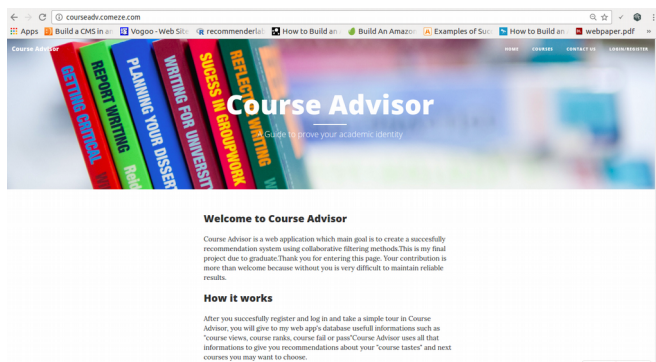 courseadv.comeze.com
Apps Build a CMS in an Vogoo - Web Site recommenderlab How to Build an Build An Amazon Examples of Suc How to Build an webpaper.pdf »
Course Advisor HOME COURSES CONTACT US LOGIN/REGISTER
GETTING CRITICAL
REPORT WRITING
Reid
PLANNING YOUR DISSERT
WRITING FOR UNIVERSIT
SUCESS IN GROUPWORK
REFLECT WRITING
Course Advisor
A Guide to prove your academic identity
Welcome to Course Advisor
Course Advisor is a web application which main goal is to create a succesfully
recommendation system using collaborative filtering methods.This is my final
project due to graduate.Thank you for entering this page. Your contribution is
more than welcome because without you is very difficult to maintain reliable
results.
How it works
After you succesfully register and log in and take a simple tour in Course
Advisor, you will give to my web app's database usefull informations such as
"course views, course ranks, course fail or pass"Course Advisor uses all that
informations to give you recommendations about your "course tastes" and next
courses you may want to choose.